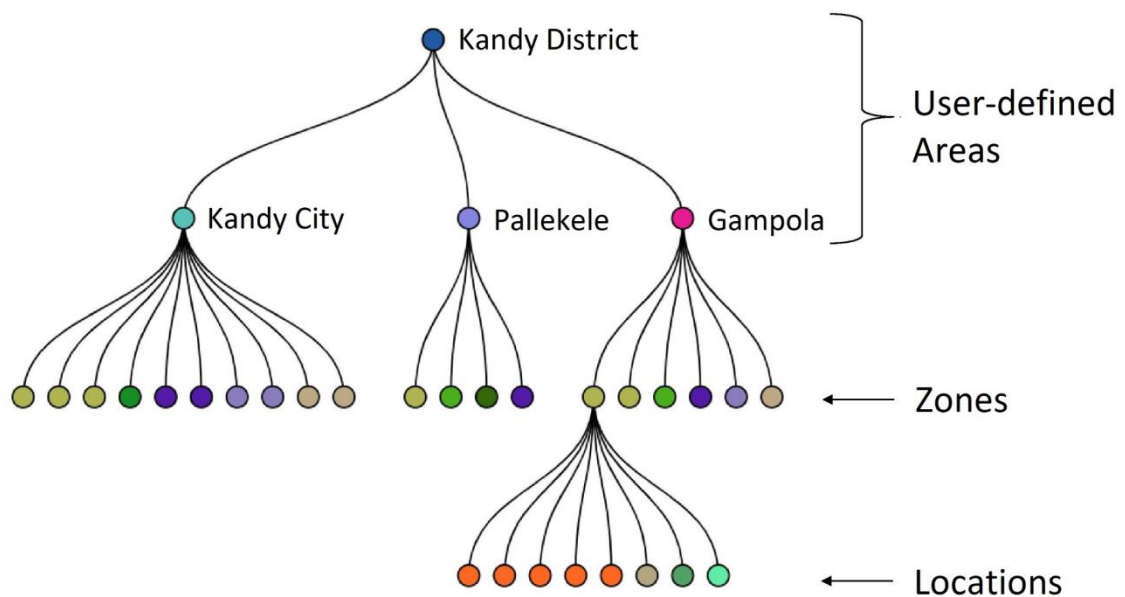 Kandy District
User-defined
Areas
Kandy City
Pallekele
Gampola
Zones
Locations